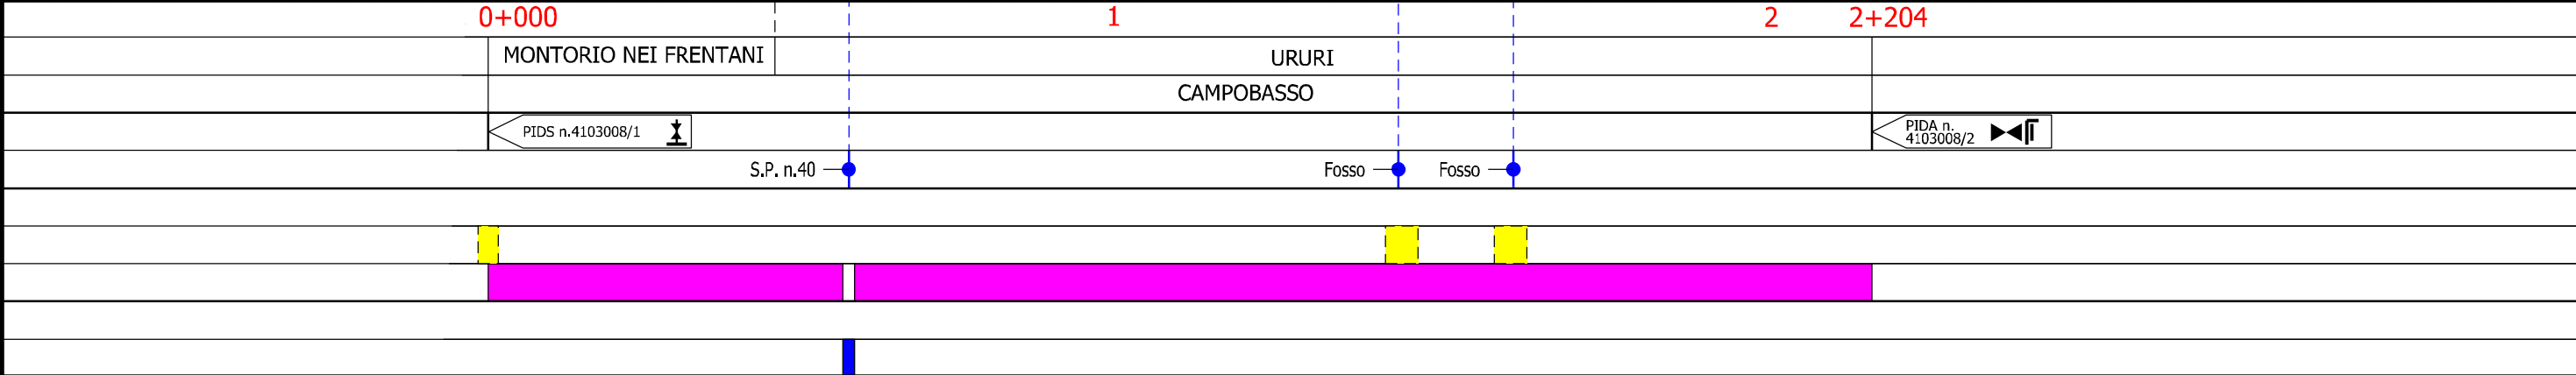 0+000 1 2 2+204
MONTORIO NEI FRENTANI URURI
CAMPOBASSO
PIDS n.4103008/1
PIDA n.
4103008/2
S.P. n.40 Fosso Fosso